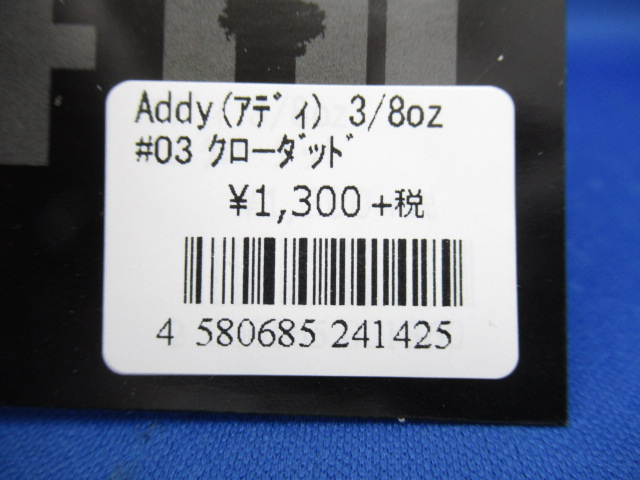 Addy(ｱﾃﾞｨ) 3/8oz
#03 ｸﾛｰﾀﾞｯﾄﾞ
¥1,300+税
4 580685 241425